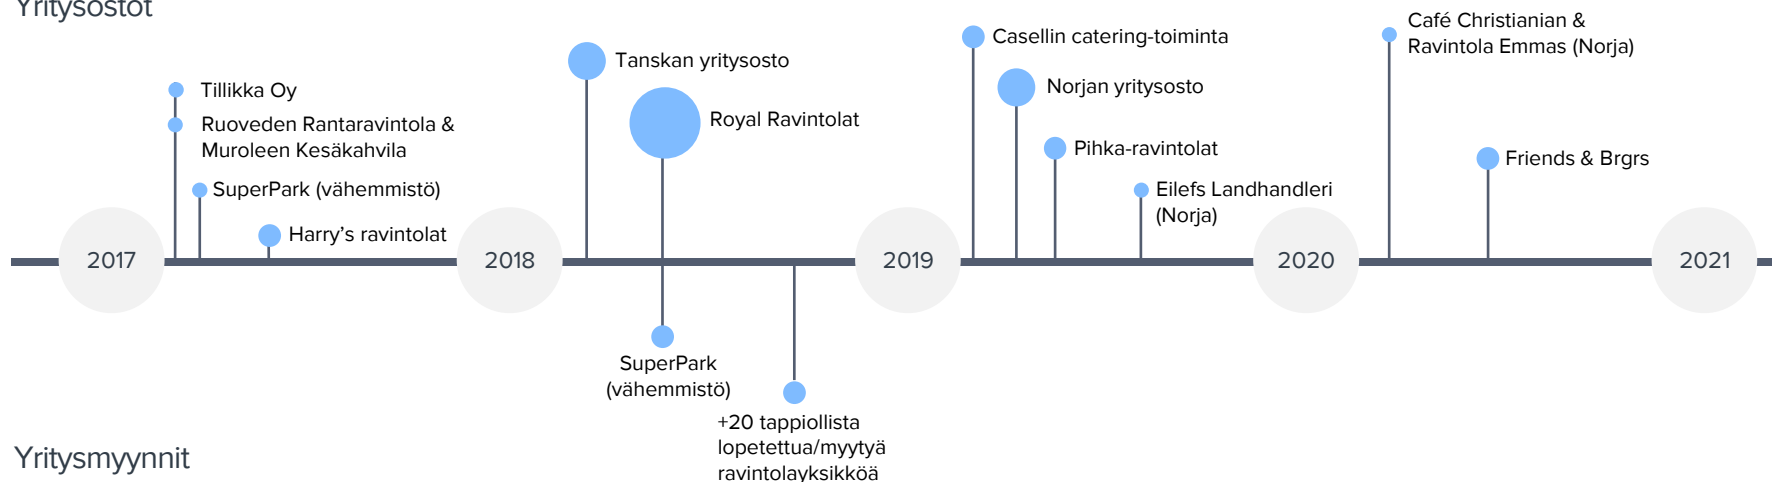 Yritysostot
Tillikka Oy
Ruoveden Rantaravintola &
Muroleen Kesäkahvila
SuperPark (vähemmistö)
Harry's ravintolat
Tanskan yritysosto
Royal Ravintolat
Casellin catering-toiminta
Norjan yritysosto
Pihka-ravintolat
Eilefs Landhandleri
(Norja)
Café Christianian &
Ravintola Emmas (Norja)
Friends & Brgrs
2017
2018
2019
2020
2021
SuperPark
(vähemmistö)
+20 tappiollista
lopetettua/myytyä
ravintolayksikköä
Yritysmyynnit